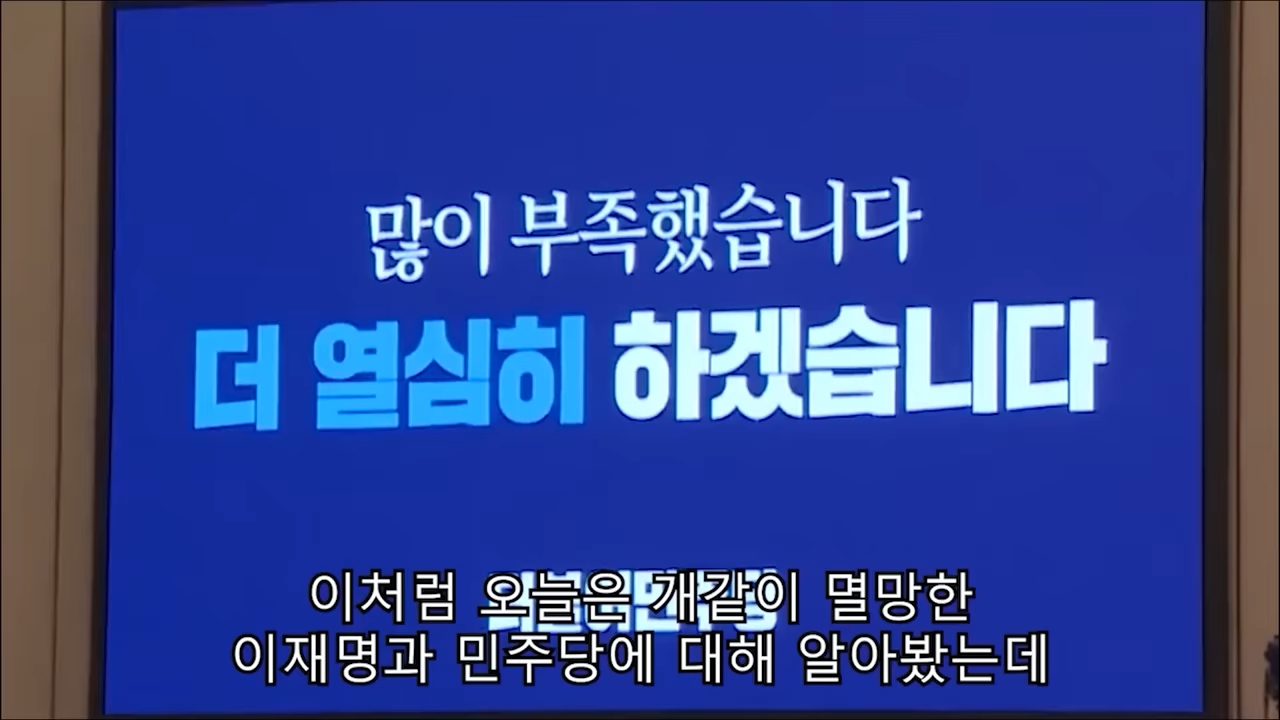 많이 부족했습니다
더 열심히 하겠습니다
이처럼 오늘은 개같이 멸망한
이재명과 민주당에 대해 알아봤는데